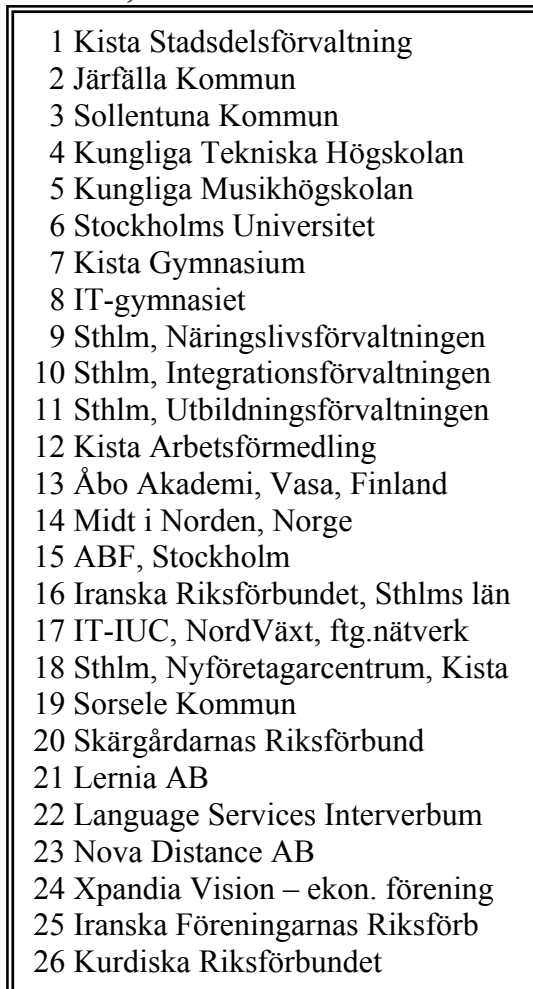 1 Kista Stadsdelsförvaltning
2 Järfälla Kommun
3 Sollentuna Kommun
4 Kungliga Tekniska Högskolan
5 Kungliga Musikhögskolan
6 Stockholms Universitet
7 Kista Gymnasium
8 IT-gymnasiet
9 Sthlm, Näringslivsförvaltningen
10 Sthlm, Integrationsförvaltningen
11 Sthlm, Utbildningsförvaltningen
12 Kista Arbetsförmedling
13 Åbo Akademi, Vasa, Finland
14 Midt i Norden, Norge
15 ABF, Stockholm
16 Iranska Riksförbundet, Sthlms län
17 IT-IUC, NordVäxt, ftg.nätverk
18 Sthlm, Nyföretagarcentrum, Kista
19 Sorsele Kommun
20 Skärgårdarnas Riksförbund
21 Lernia AB
22 Language Services Interverbum
23 Nova Distance AB
24 Xpandia Vision – ekon. förening
25 Iranska Föreningarnas Riksförb
26 Kurdiska Riksförbundet